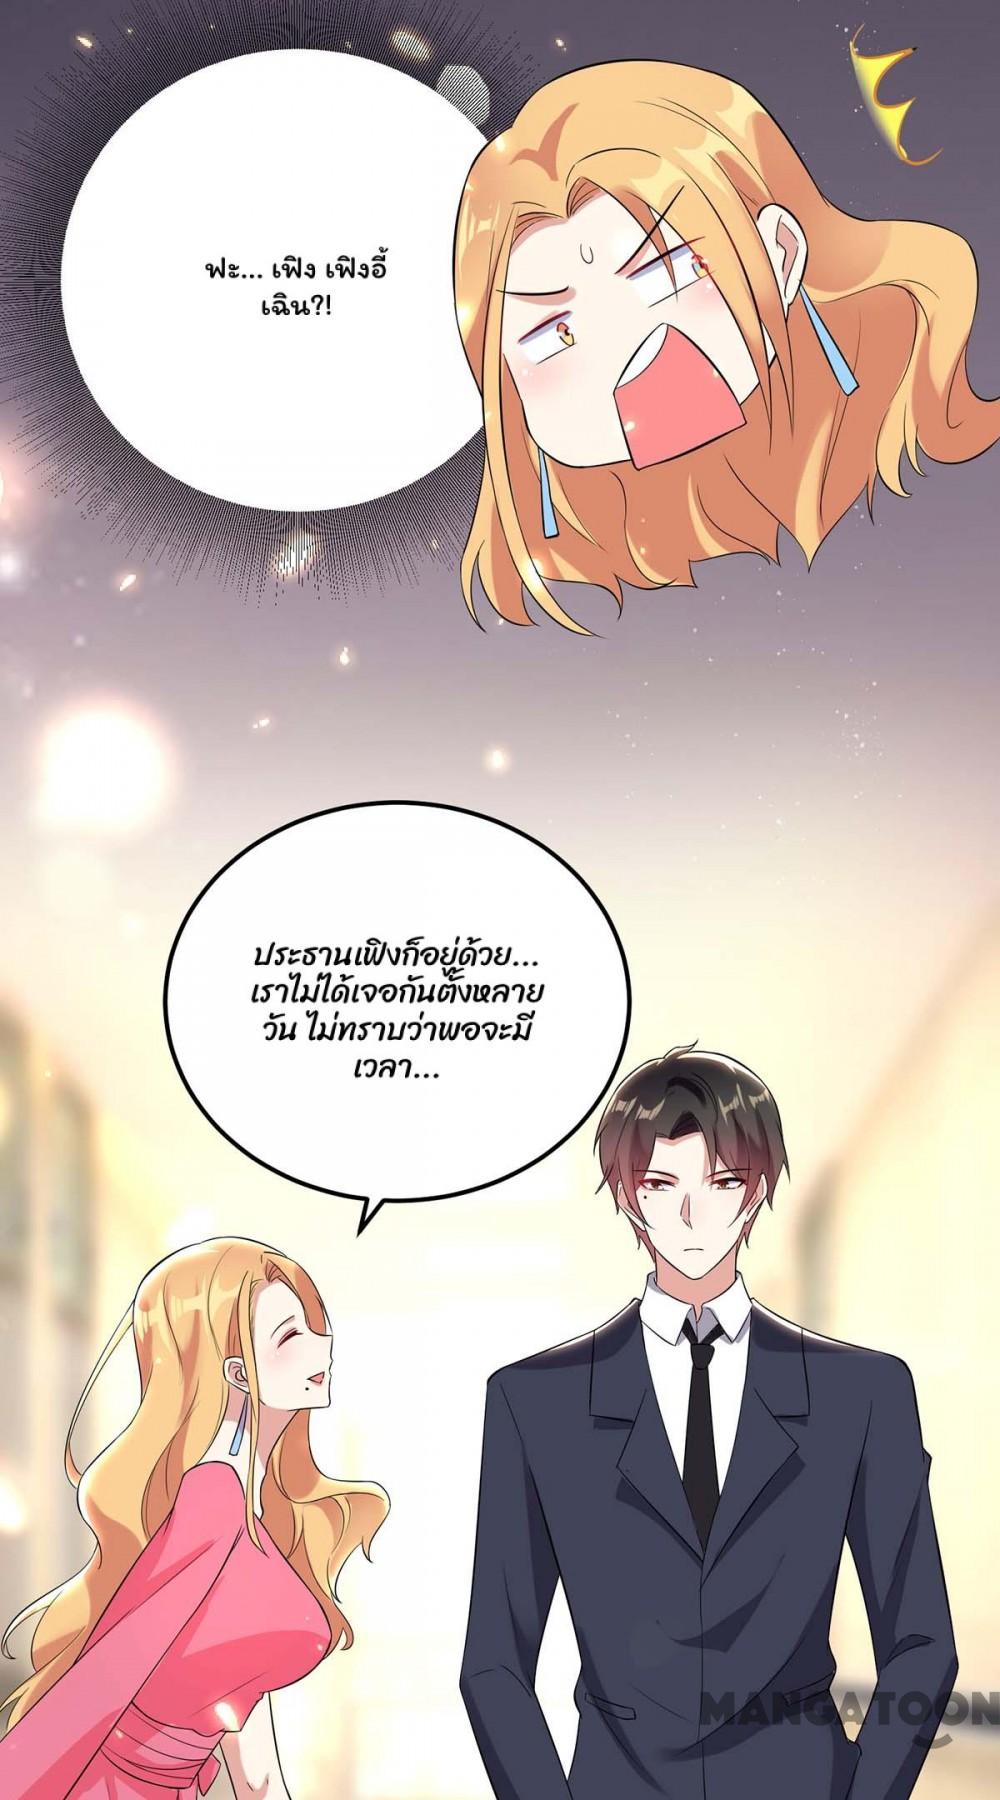 ฟะ... เฟิง เฟิงอี้
เฉิน?!
ประธานเฟิงก็อยู่ด้วย...
เราไม่ได้เจอกันตั้งหลาย
วัน ไม่ทราบว่าพอจะมี
เวลา...
MANGATOON